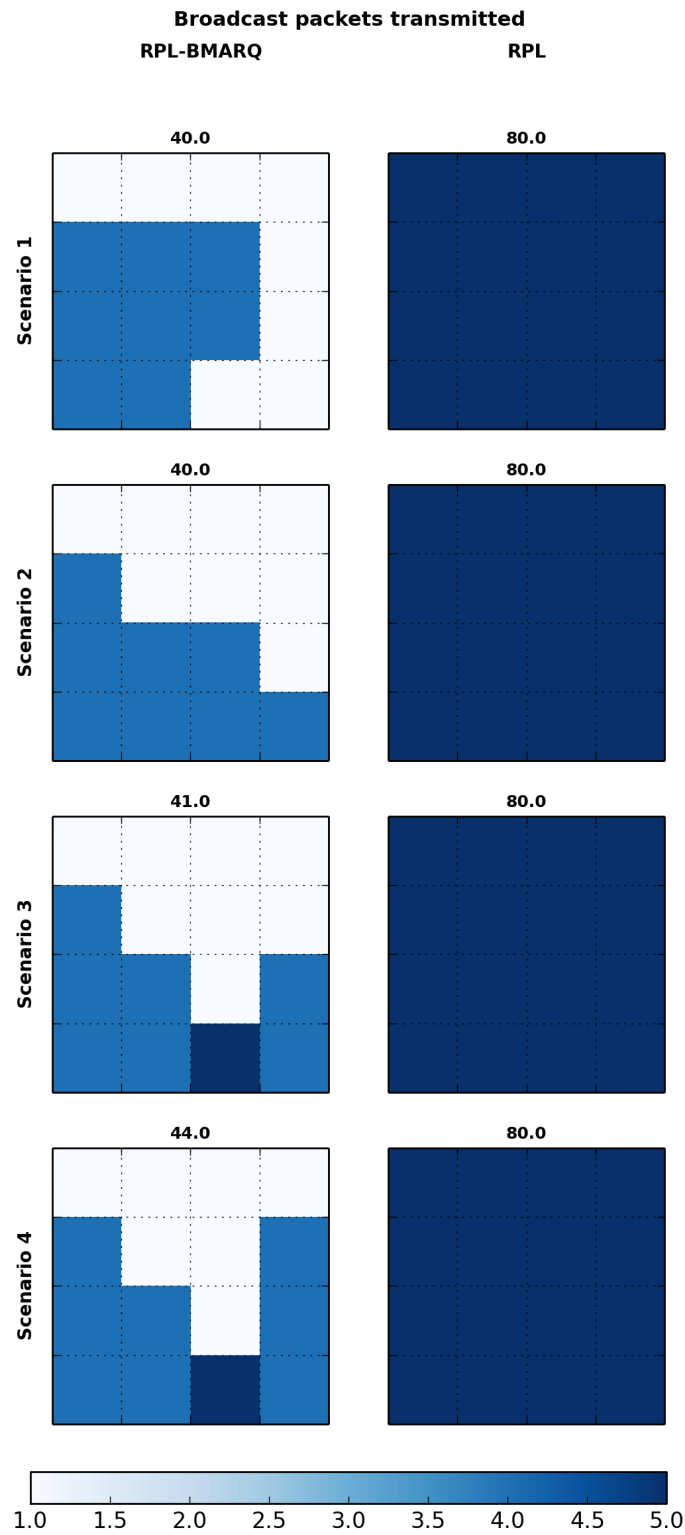 Broadcast packets transmitted
RPL-BMARQ RPL
40.0 80.0
Scenario 1
40.0 80.0
Scenario 2
41.0 80.0
Scenario 3
44.0 80.0
Scenario 4
1.0 1.5 2.0 2.5 3.0 3.5 4.0 4.5 5.0